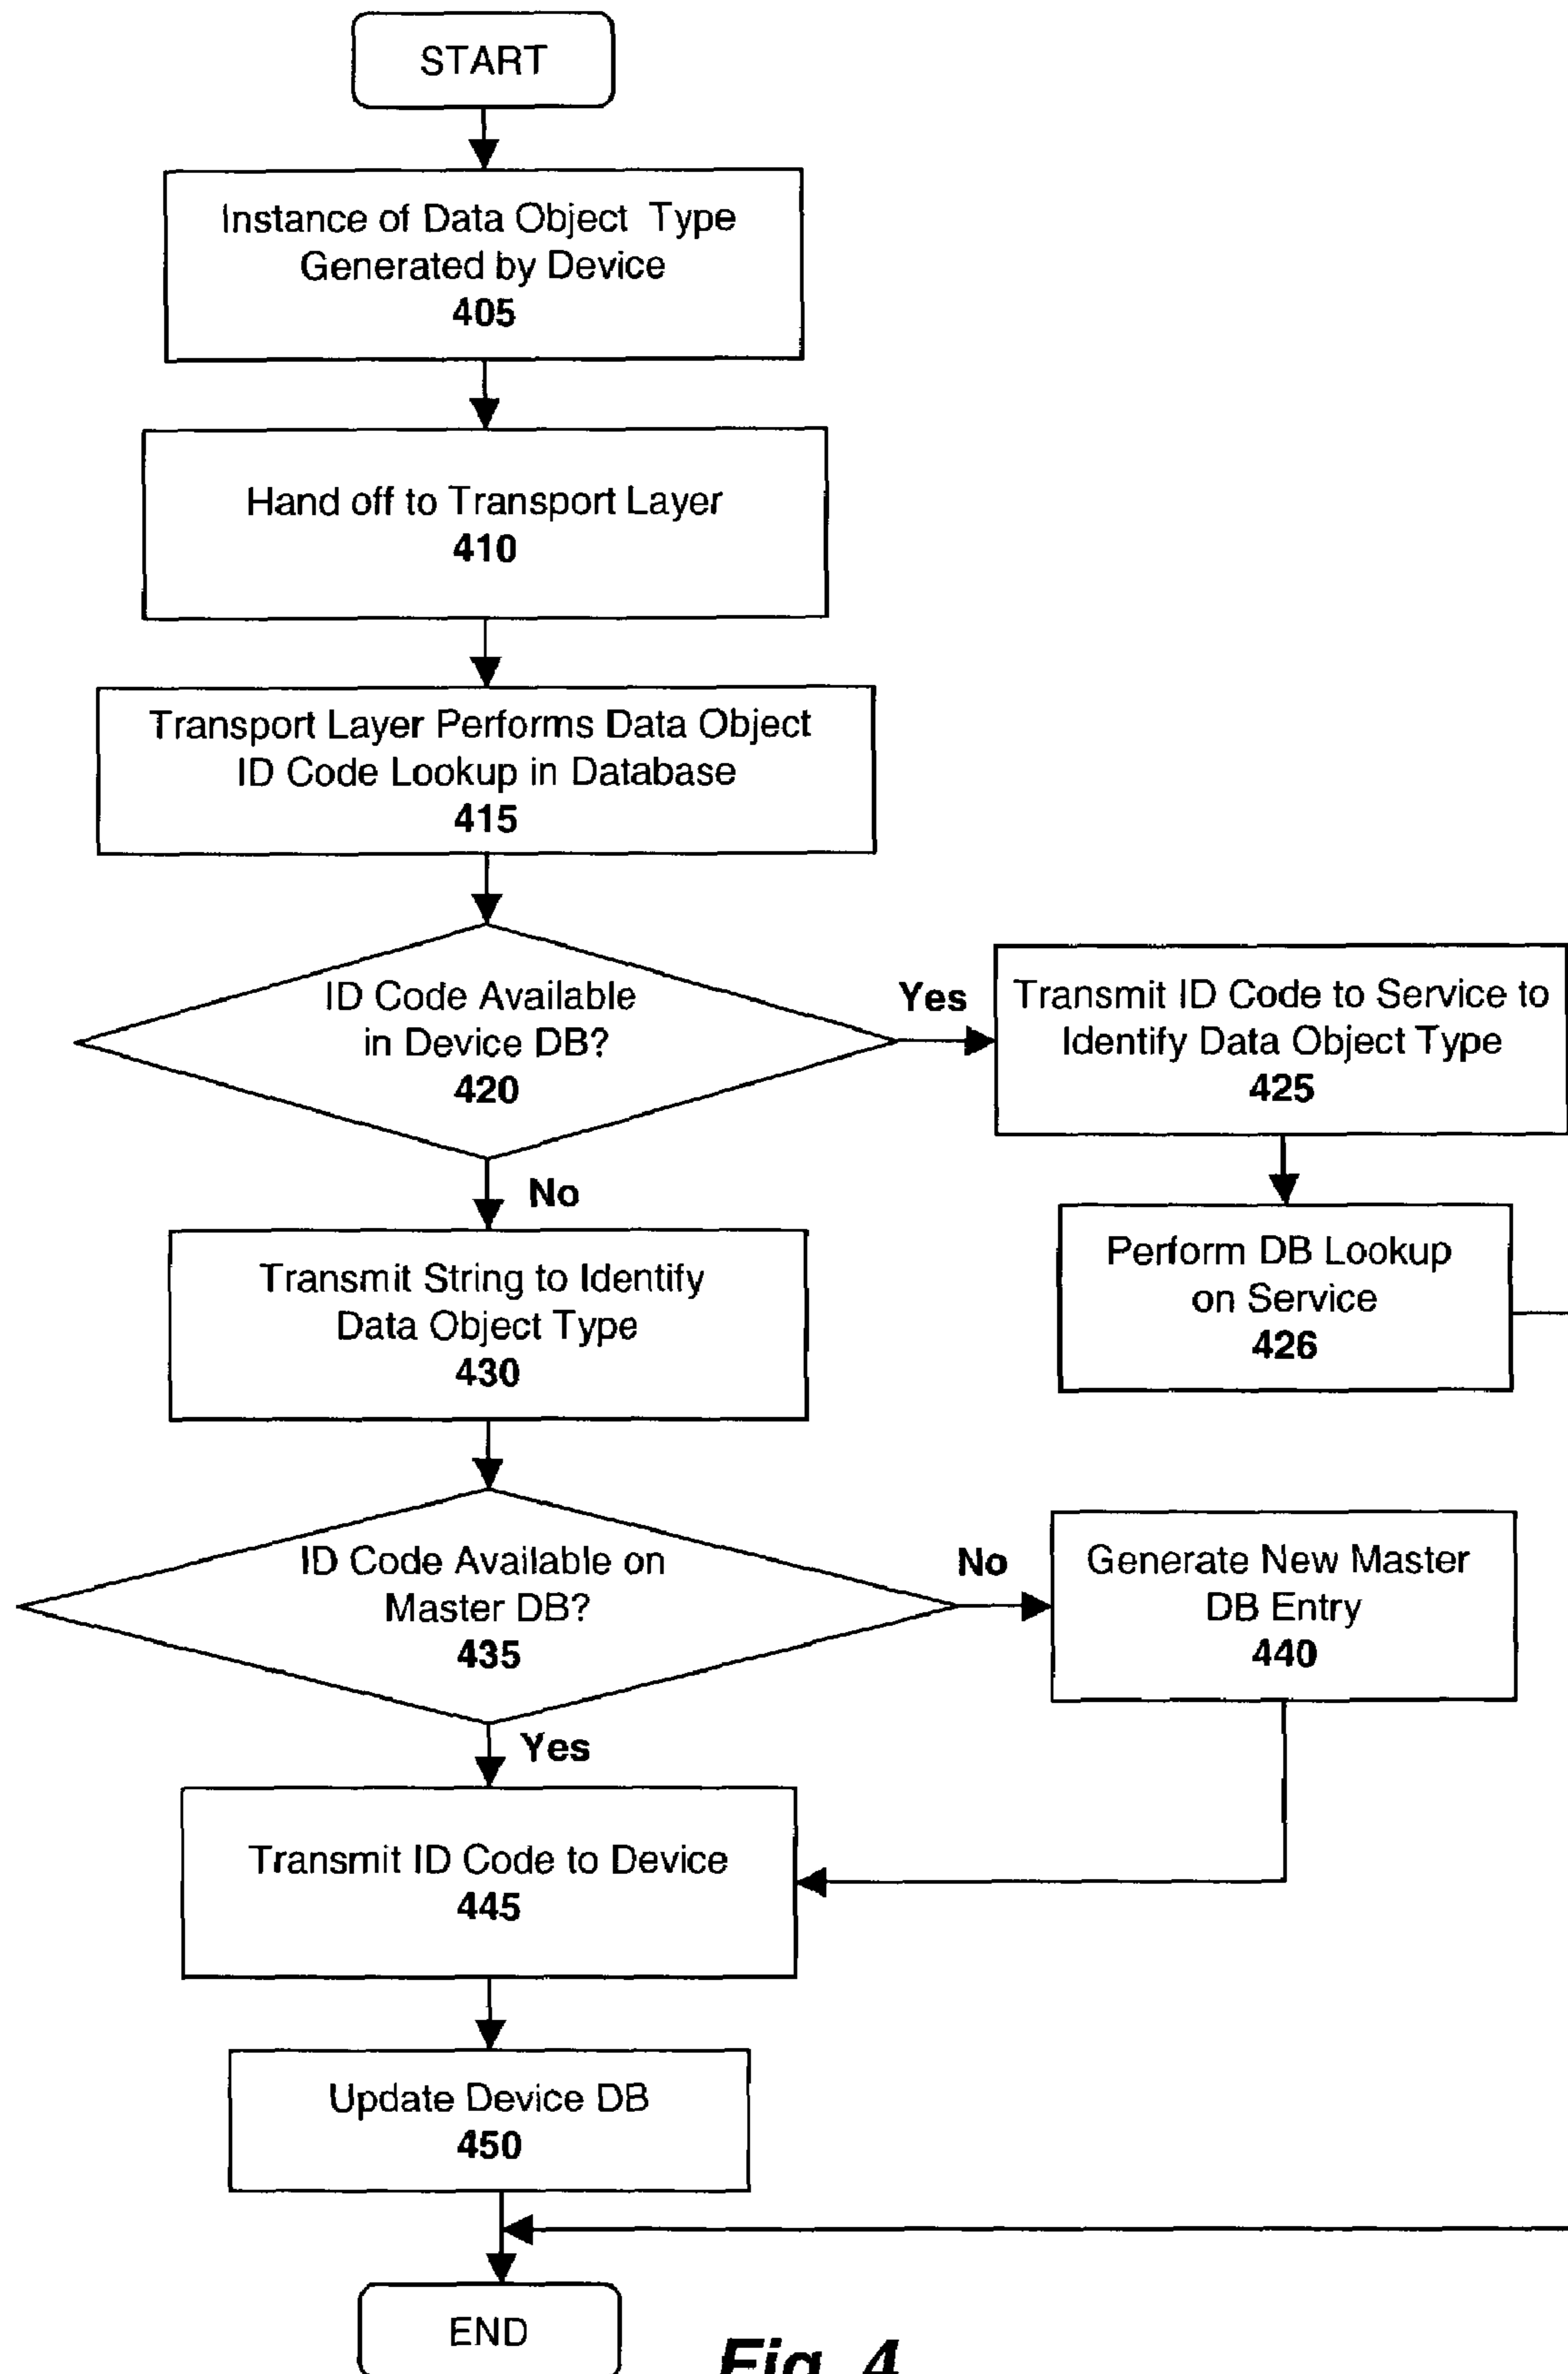 START
Instance of Data Object Type
Generated by Device
405
Hand off to Transport Layer
410
Transport Layer Performs Data Object
ID Code Lookup in Database
415
ID Code Available
in Device DB?
420
Yes
Transmit ID Code to Service to
Identify Data Object Type
425
No
Perform DB Lookup
on Service
426
Transmit String to Identify
Data Object Type
430
ID Code Available on
Master DB?
435
No
Generate New Master
DB Entry
440
Yes
Transmit ID Code to Device
445
Update Device DB
450
END
Fig. 4